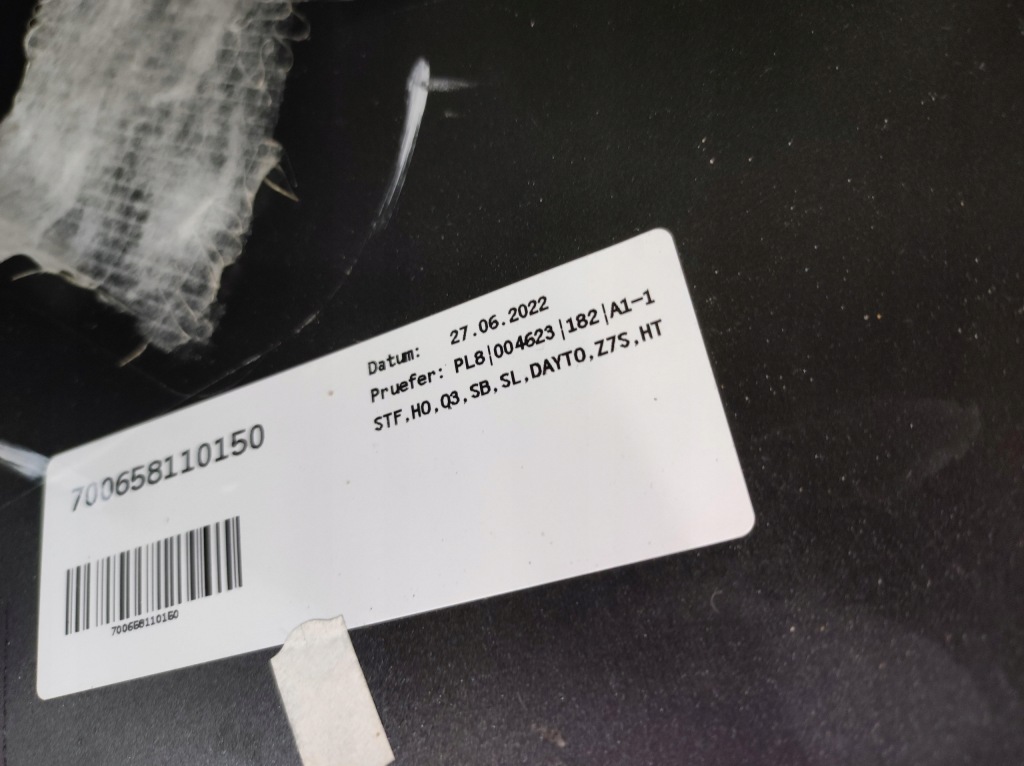 Datum: 27.06.2022
Pruefer: PL8|004623|182|A1-1
STF,HO,Q3,SB,SL,DAYTO,Z7S,HT
700658110150
700658110150